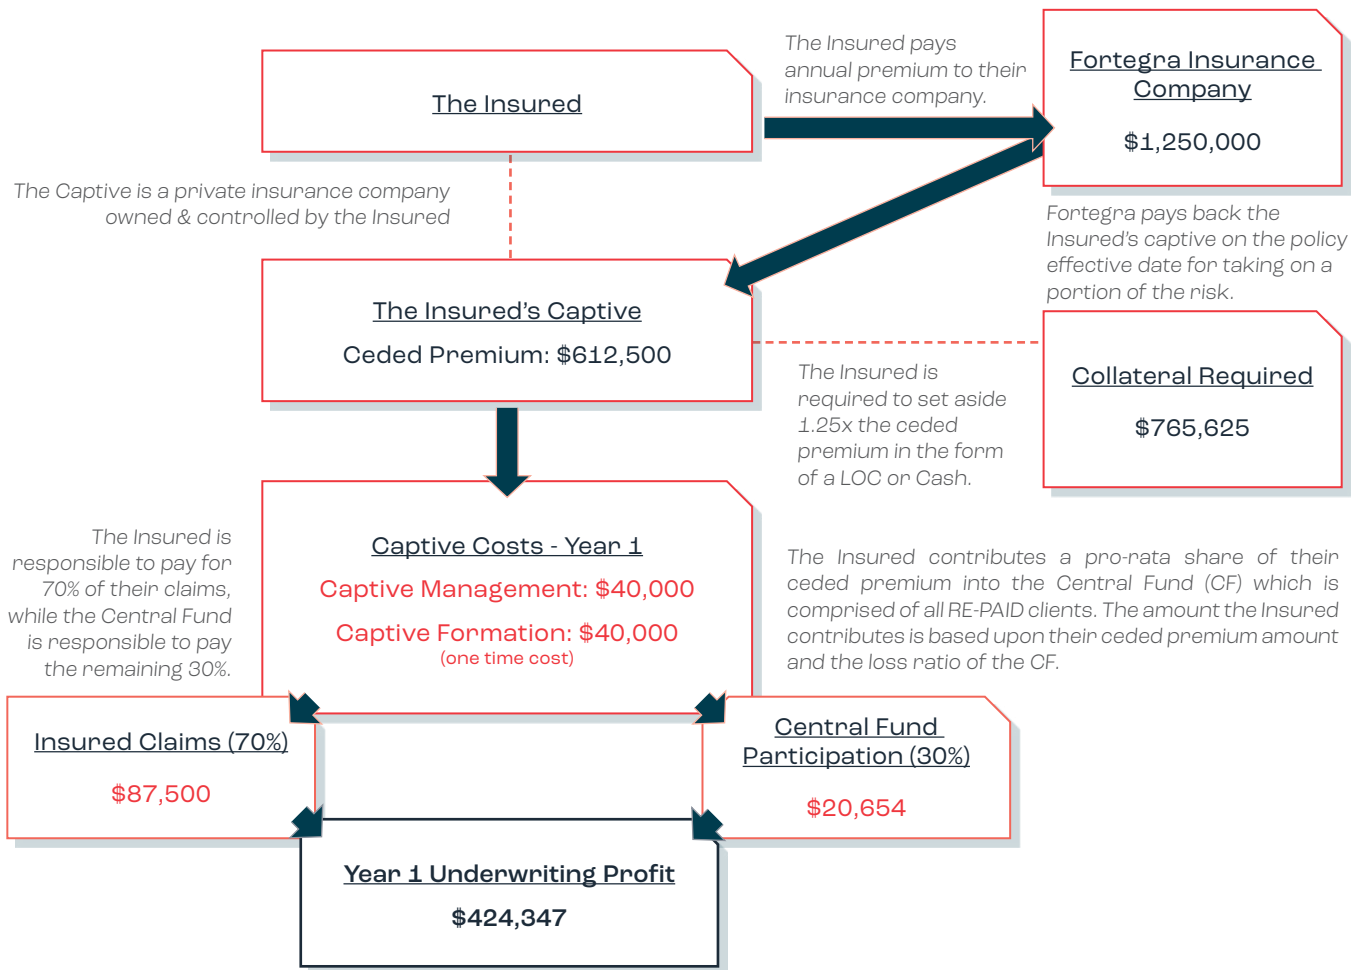 The Insured
The Insured pays
annual premium to their
insurance company.
Fortegra Insurance
Company
$1,250,000
The Captive is a private insurance company
owned & controlled by the Insured
Fortegra pays back the
Insured’s captive on the policy
effective date for taking on a
portion of the risk.
The Insured’s Captive
Ceded Premium: $612,500
The Insured is
required to set aside
1.25x the ceded
premium in the form
of a LOC or Cash.
Collateral Required
$765,625
The Insured is
responsible to pay for
70% of their claims,
while the Central Fund
is responsible to pay
the remaining 30%.
Captive Costs - Year 1
Captive Management: $40,000
Captive Formation: $40,000
(one time cost)
The Insured contributes a pro-rata share of their
ceded premium into the Central Fund (CF) which is
comprised of all RE-PAID clients. The amount the Insured
contributes is based upon their ceded premium amount
and the loss ratio of the CF.
Insured Claims (70%)
$87,500
Central Fund
Participation (30%)
$20,654
Year 1 Underwriting Profit
$424,347